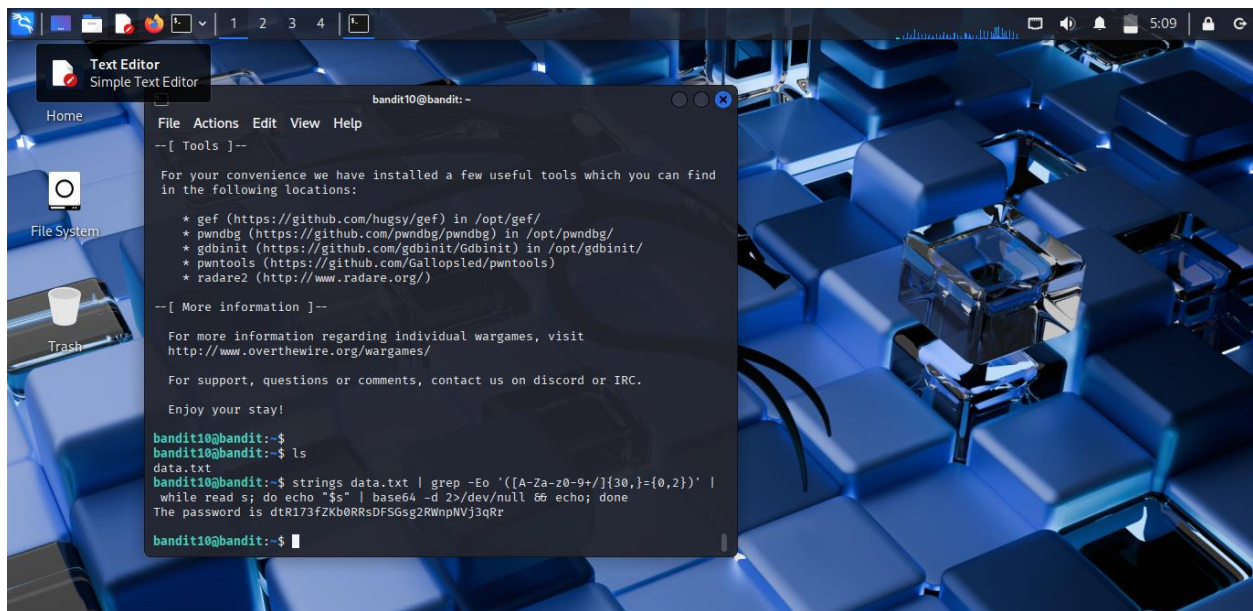 1 2 3 4
5:09
Text Editor
Simple Text Editor
Home
File System
Trash
bandit10@bandit: ~
File Actions Edit View Help
--[ Tools ]--
For your convenience we have installed a few useful tools which you can find
in the following locations:
* gef (https://github.com/hugsy/gef) in /opt/gef/
* pwndbg (https://github.com/pwndbg/pwndbg) in /opt/pwndbg/
* gdbinit (https://github.com/gdbinit/Gdbinit) in /opt/gdbinit/
* pwntools (https://github.com/Gallopsled/pwntools)
* radare2 (http://www.radare.org/)
--[ More information ]--
For more information regarding individual wargames, visit
http://www.overthewire.org/wargames/
For support, questions or comments, contact us on discord or IRC.
Enjoy your stay!
bandit10@bandit:~$
bandit10@bandit:~$ ls
data.txt
bandit10@bandit:~$ strings data.txt | grep -Eo '([A-Za-z0-9+/]{30,}={0,2})' |
while read s; do echo "$s" | base64 -d 2>/dev/null && echo; done
The password is dtR173fZKb0RRsDFSGsg2RWnpNVj3qRr
bandit10@bandit:~$